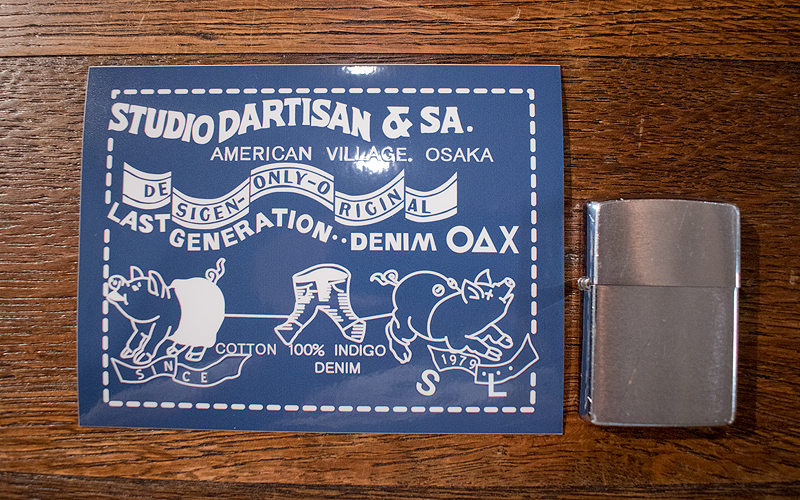 STUDIO DARTISAN & SA.
AMERICAN VILLAGE. OSAKA
DE SIGEN-ONLY-O RIGIN AL
LAST GENERATION··DENIM O∆X
COTTON 100% INDIGO
DENIM
SINCE 1979
S L